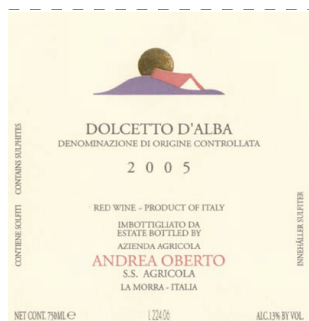 DOLCETTO D'ALBA
DENOMINAZIONE DI ORIGINE CONTROLLATA
2005
RED WINE - PRODUCT OF ITALY
IMBOTTIGLIATO DA
ESTATE BOTTLED BY
AZIENDA AGRICOLA
ANDREA OBERTO
S.S. AGRICOLA
LA MORRA - ITALIA
CONTIENE SOLFITI CONTAINS SULPHITES
INNEHÅLLER SULFITER
NET CONT. 750ML ℮
L 224.06
ALC. 13% BY VOL.